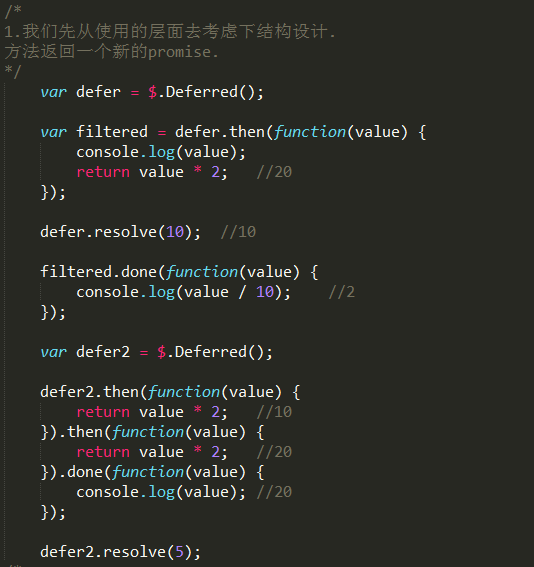 /*
1.我们先从使用的层面去考虑下结构设计.
方法返回一个新的promise.
*/
var defer = $.Deferred();
var filtered = defer.then(function(value) {
console.log(value);
return value * 2;   //20
});
defer.resolve(10);  //10
filtered.done(function(value) {
console.log(value / 10);    //2
});
var defer2 = $.Deferred();
defer2.then(function(value) {
return value * 2;   //10
}).then(function(value) {
return value * 2;   //20
}).done(function(value) {
console.log(value); //20
});
defer2.resolve(5);